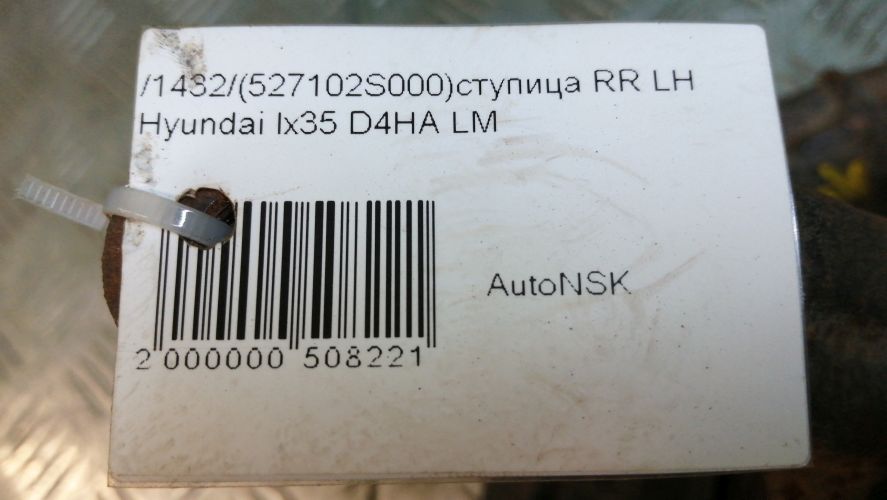 /1432/(527102S000)ступица RR LH
Hyundai Ix35 D4HA LM
AutoNSK
2 000000 508221